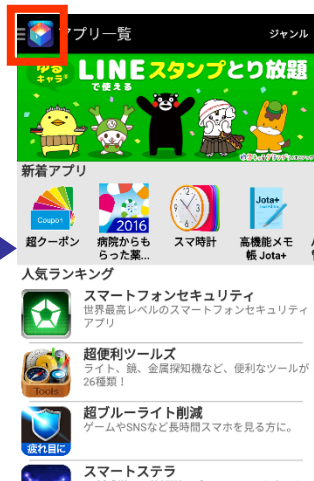 アプリ一覧
ジャンル
ゆる
キャラ®
で使える
LINEスタンプとり放題
新着アプリ
Coupon
2016
Jota+
超クーポン
病院からも
らった薬...
スマ時計
高機能メモ
帳 Jota+
人気ランキング
スマートフォンセキュリティ
世界最高レベルのスマートフォンセキュリティ
アプリ
超便利ツールズ
ライト、鏡、金属探知機など、便利なツールが
26種類！
Tools
超ブルーライト削減
ゲームやSNSなど長時間スマホを見る方に。
疲れ目に
スマートステラ